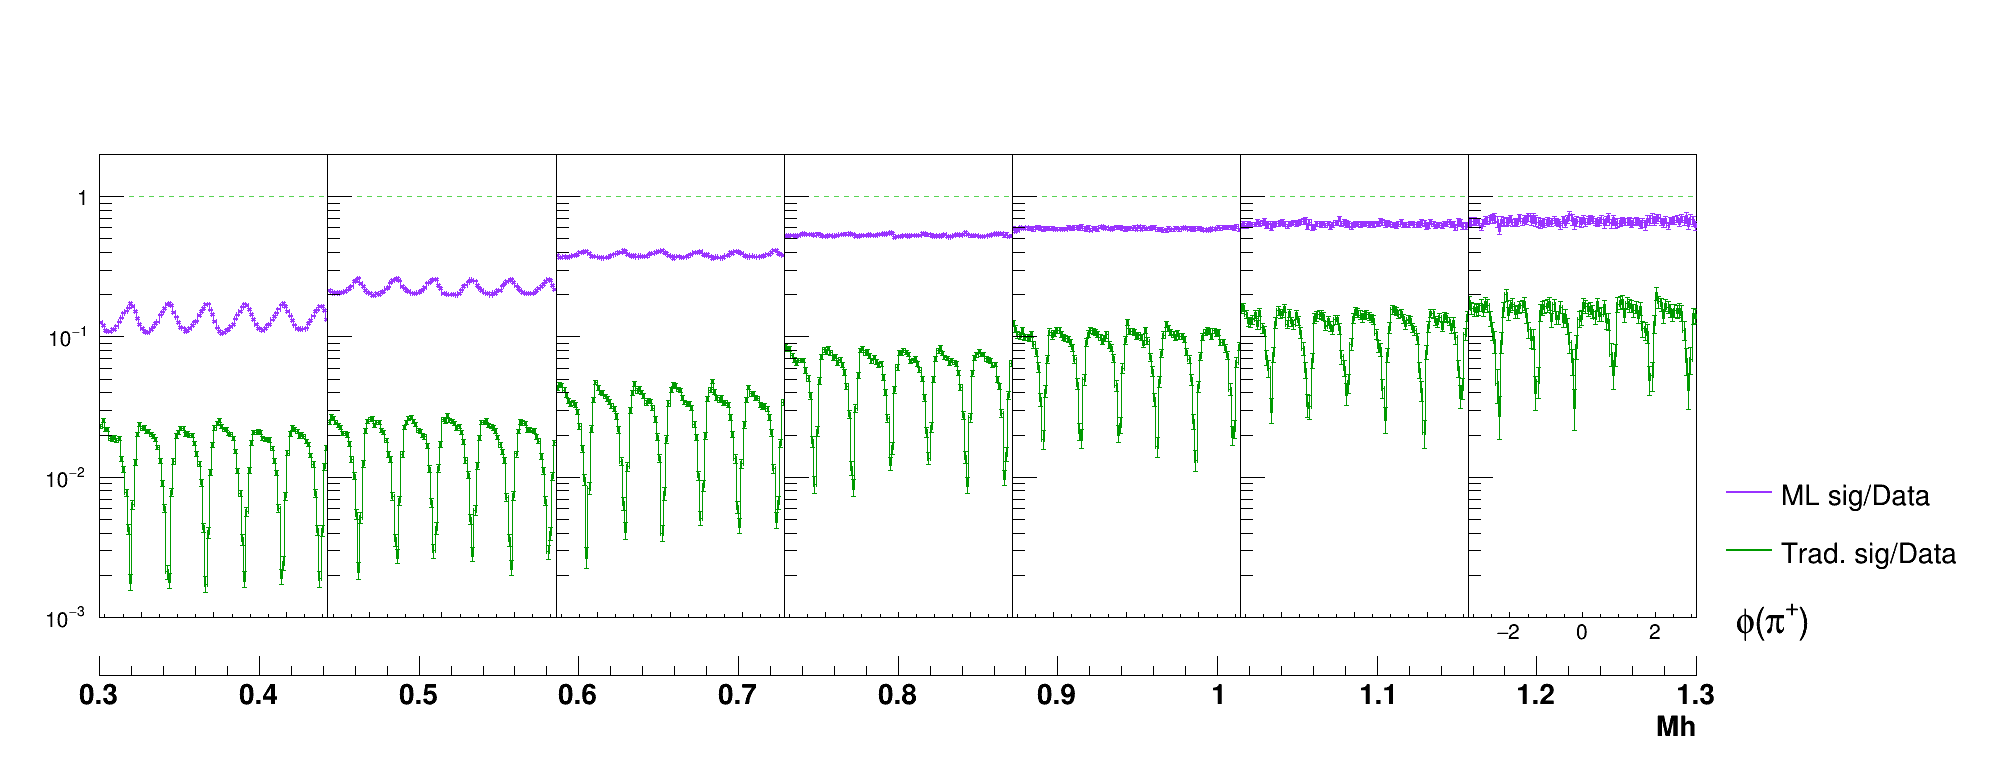 1
10⁻¹
10⁻²
10⁻³
ML sig/Data
Trad. sig/Data
ϕ(π⁺)
−2 0 2
0.3 0.4 0.5 0.6 0.7 0.8 0.9 1 1.1 1.2 1.3
Mh